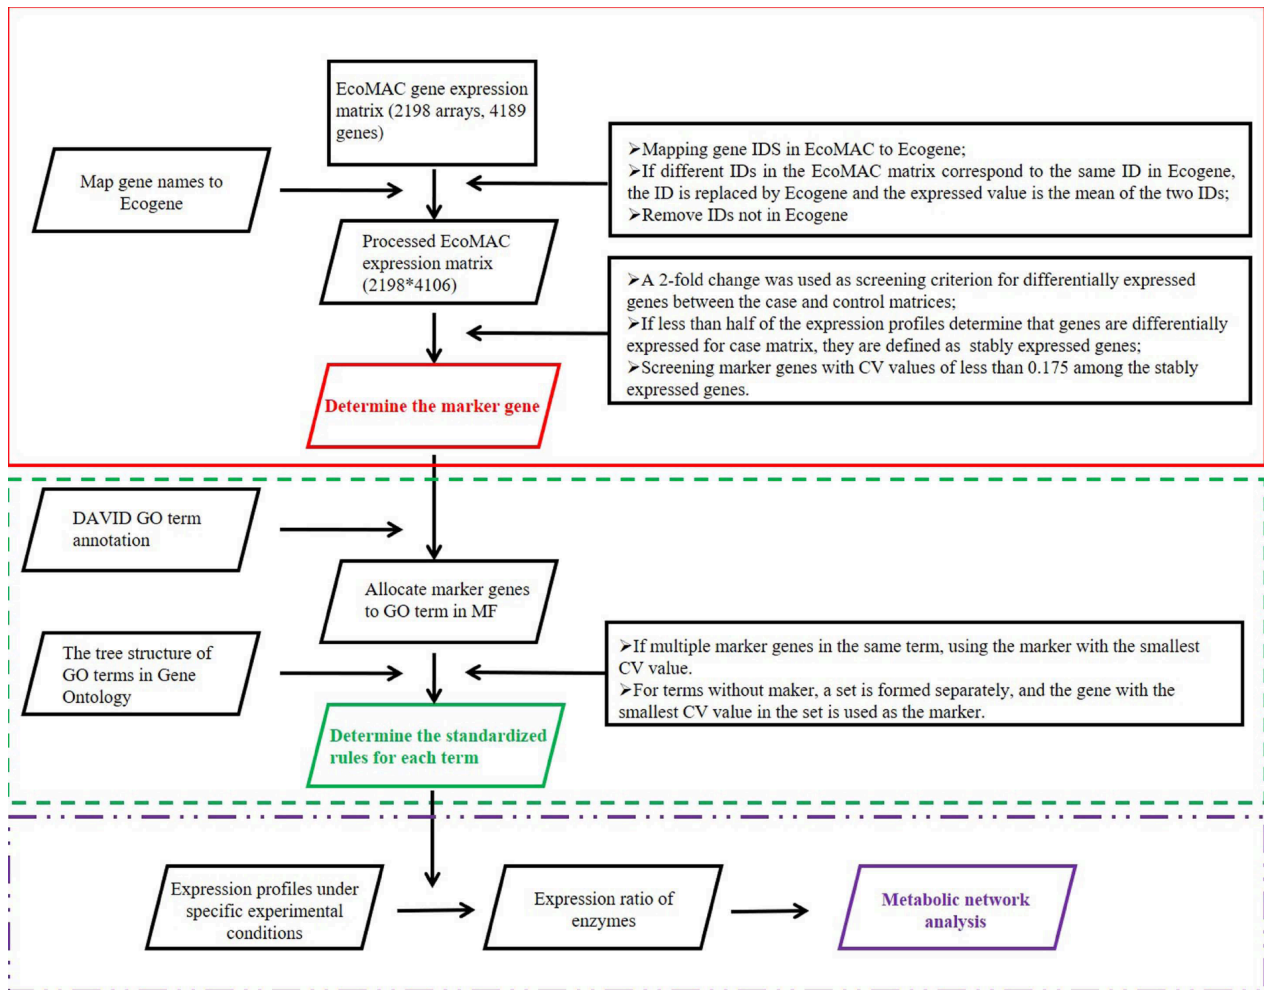 EcoMAC gene expression
matrix (2198 arrays, 4189
genes)
Map gene names to
Ecogene
➢Mapping gene IDS in EcoMAC to Ecogene;
➢If different IDs in the EcoMAC matrix correspond to the same ID in Ecogene,
the ID is replaced by Ecogene and the expressed value is the mean of the two IDs;
➢Remove IDs not in Ecogene
Processed EcoMAC
expression matrix
(2198*4106)
➢A 2-fold change was used as screening criterion for differentially expressed
genes between the case and control matrices;
➢If less than half of the expression profiles determine that genes are differentially
expressed for case matrix, they are defined as stably expressed genes;
➢Screening marker genes with CV values of less than 0.175 among the stably
expressed genes.
Determine the marker gene
DAVID GO term
annotation
Allocate marker genes
to GO term in MF
The tree structure of
GO terms in Gene
Ontology
➢If multiple marker genes in the same term, using the marker with the smallest
CV value.
➢For terms without maker, a set is formed separately, and the gene with the
smallest CV value in the set is used as the marker.
Determine the standardized
rules for each term
Expression profiles under
specific experimental
conditions
Expression ratio of
enzymes
Metabolic network
analysis